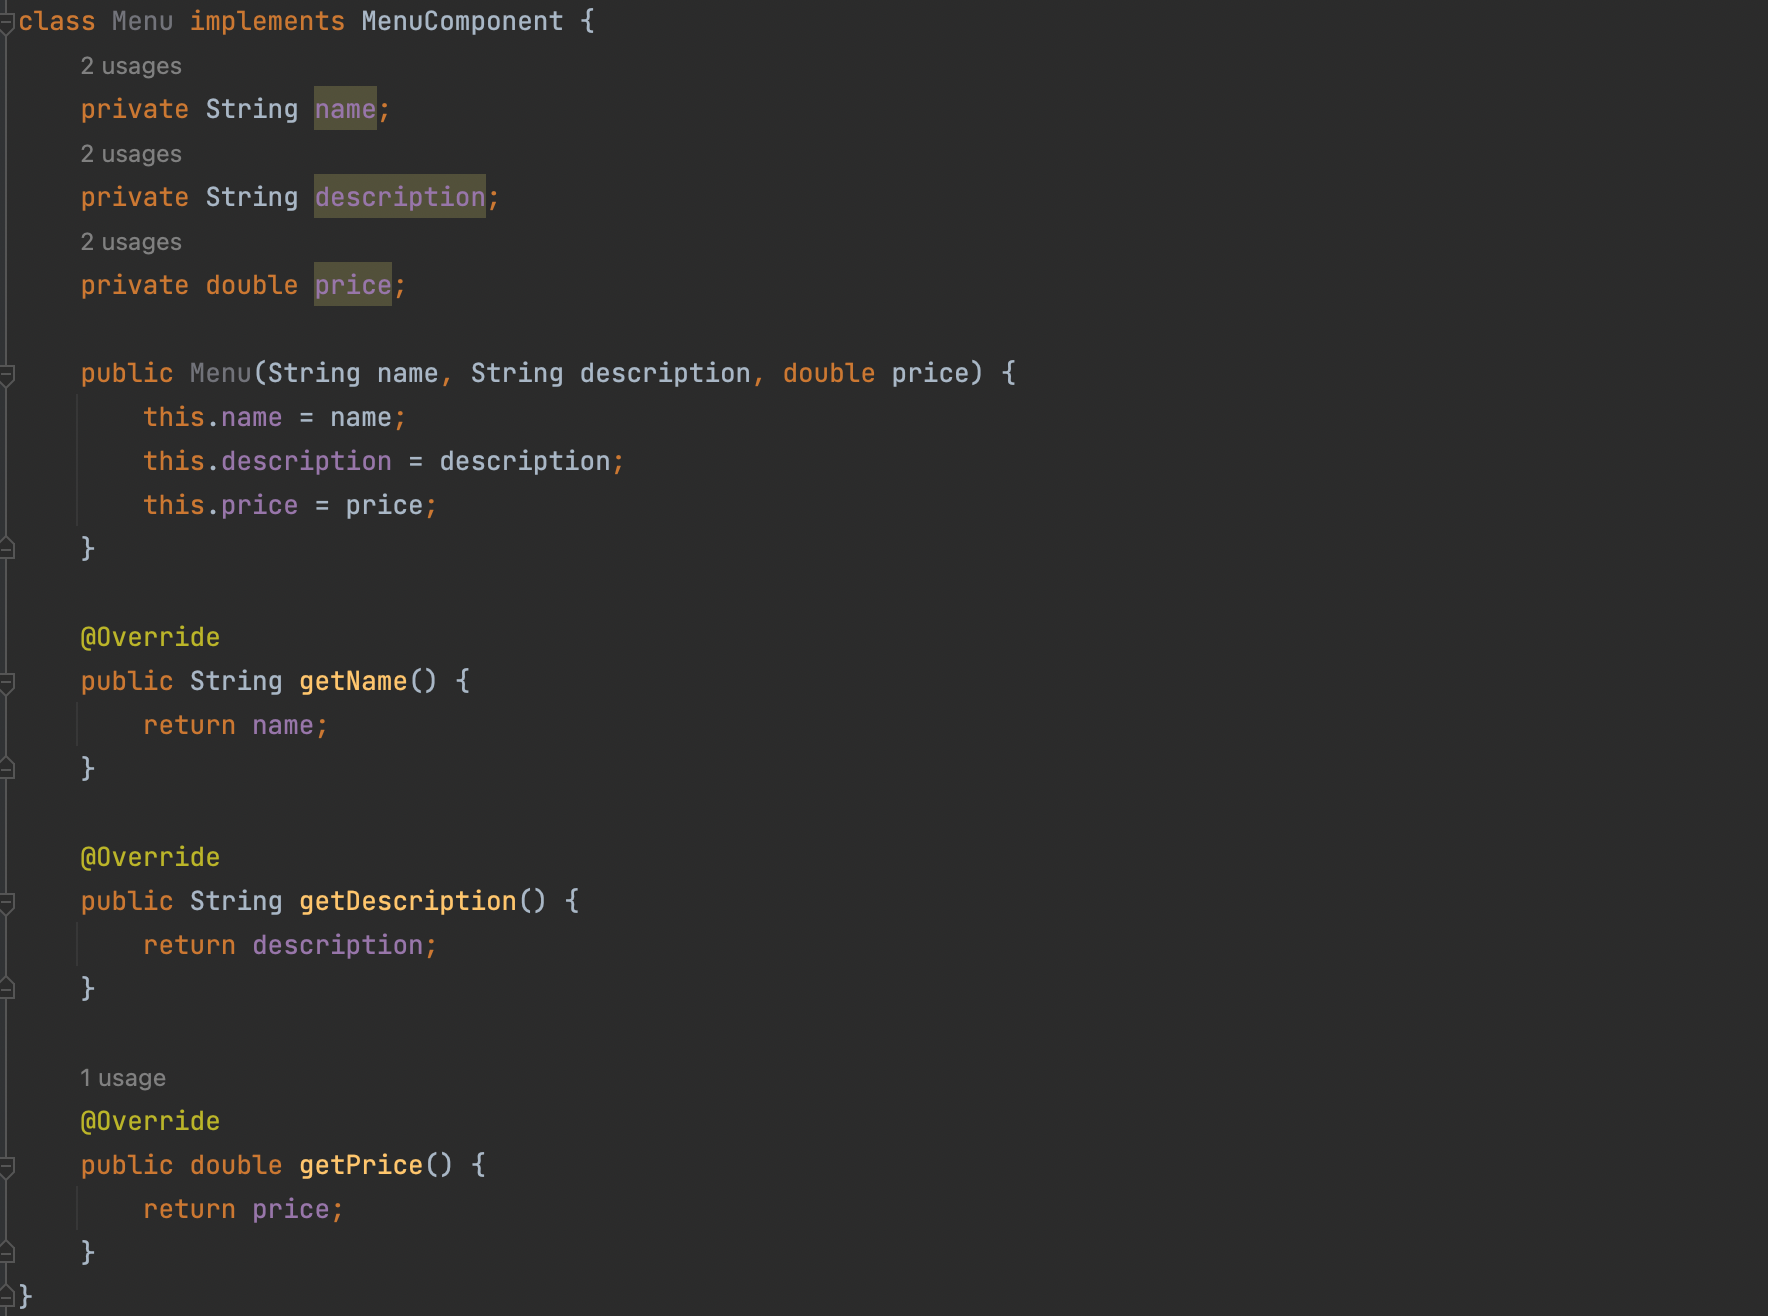 class Menu implements MenuComponent {
2 usages
private String name;
2 usages
private String description;
2 usages
private double price;
public Menu(String name, String description, double price) {
this.name = name;
this.description = description;
this.price = price;
}
@Override
public String getName() {
return name;
}
@Override
public String getDescription() {
return description;
}
1 usage
@Override
public double getPrice() {
return price;
}
}